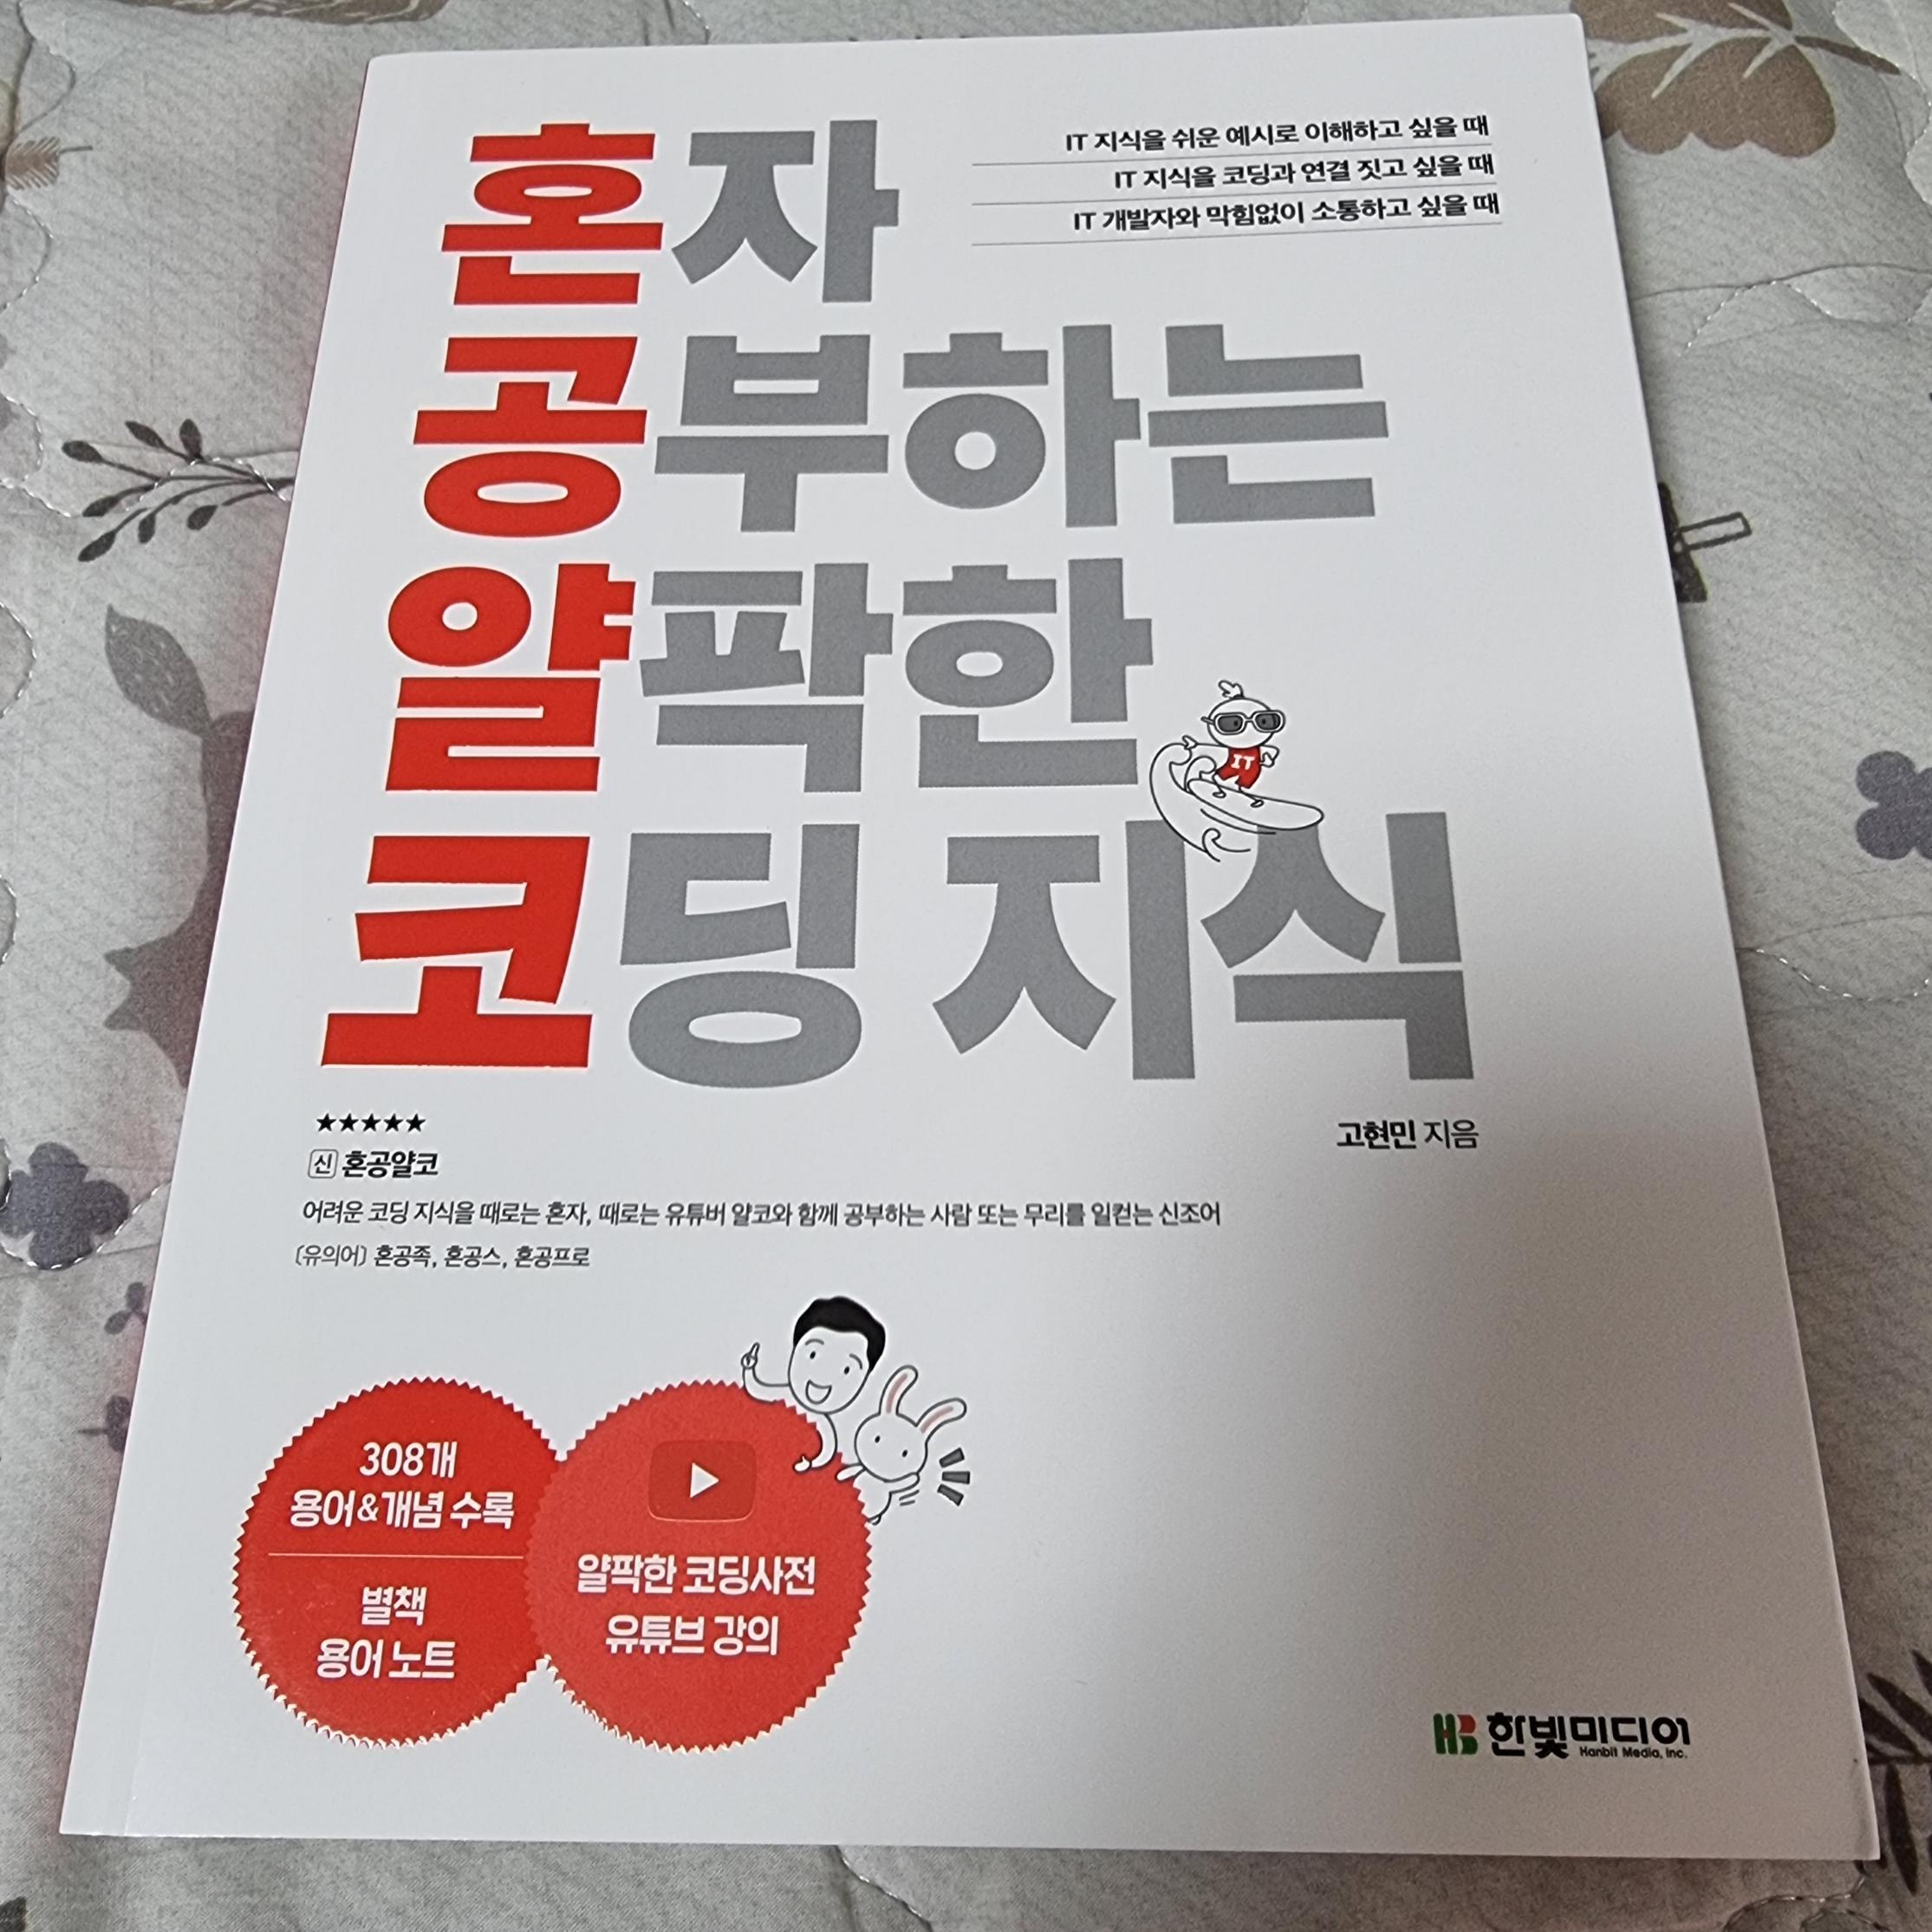 IT 지식을 쉬운 예시로 이해하고 싶을 때
IT 지식을 코딩과 연결 짓고 싶을 때
IT 개발자와 막힘없이 소통하고 싶을 때
혼자
공부하는
얄팍한
코딩 지식
IT
고현민 지음
★★★★★
신 혼공얄코
어려운 코딩 지식을 때로는 혼자, 때로는 유튜버 얄코와 함께 공부하는 사람 또는 무리를 일컫는 신조어
(유의어) 혼공족, 혼공스, 혼공프로
308개
용어&개념 수록
별책
용어 노트
얄팍한 코딩사전
유튜브 강의
HB 한빛미디어
Hanbit Media, Inc.